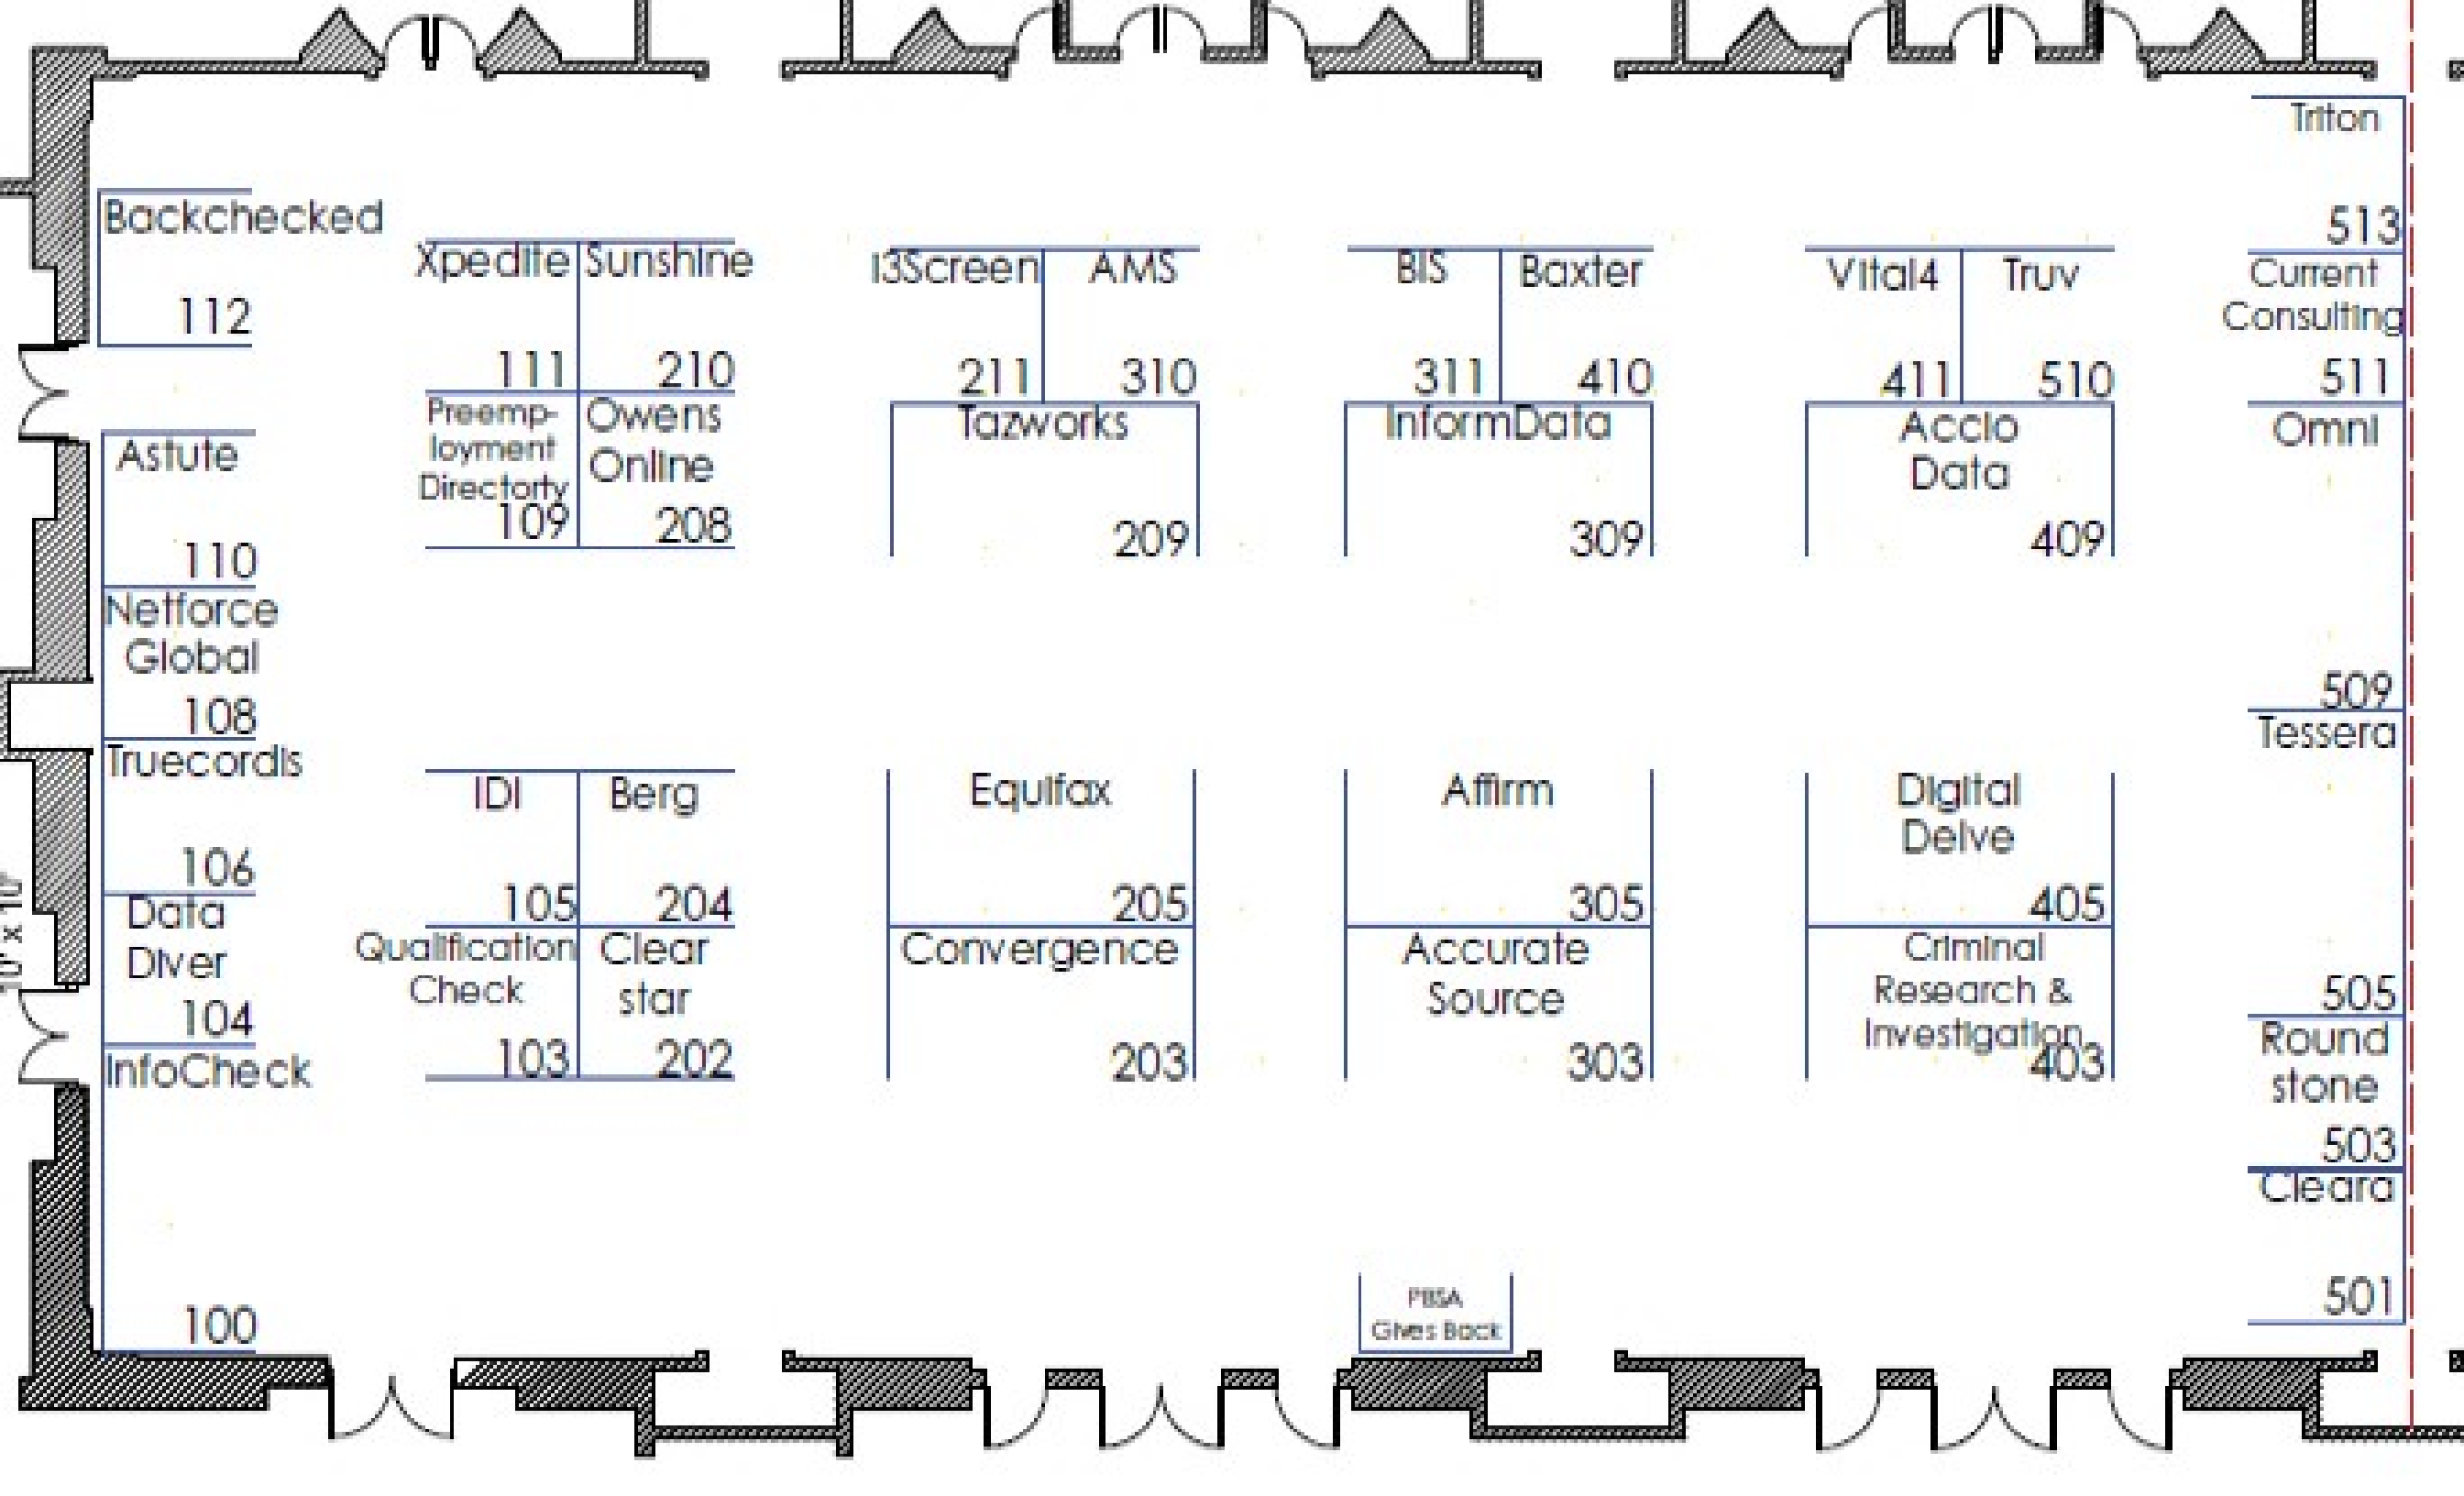 Triton
513
Backchecked
112
Xpedite
111
Sunshine
210
i3Screen
211
AMS
310
BIS
311
Baxter
410
Vital4
411
Truv
510
Current
Consulting
511
Preemp-
loyment
Directorty
109
Owens
Online
208
Tazworks
209
InformData
309
Accio
Data
409
Omni
509
Astute
110
Netforce
Global
108
Truecordis
106
IDI
105
Berg
204
Equifax
205
Affirm
305
Digital
Delve
405
Tessera
505
Data
Diver
104
Qualification
Check
103
Clear
star
202
Convergence
203
Accurate
Source
303
Criminal
Research &
Investigation
403
Round
stone
503
InfoCheck
100
Cleara
501
PBSA
Gives Back
10' x 10'